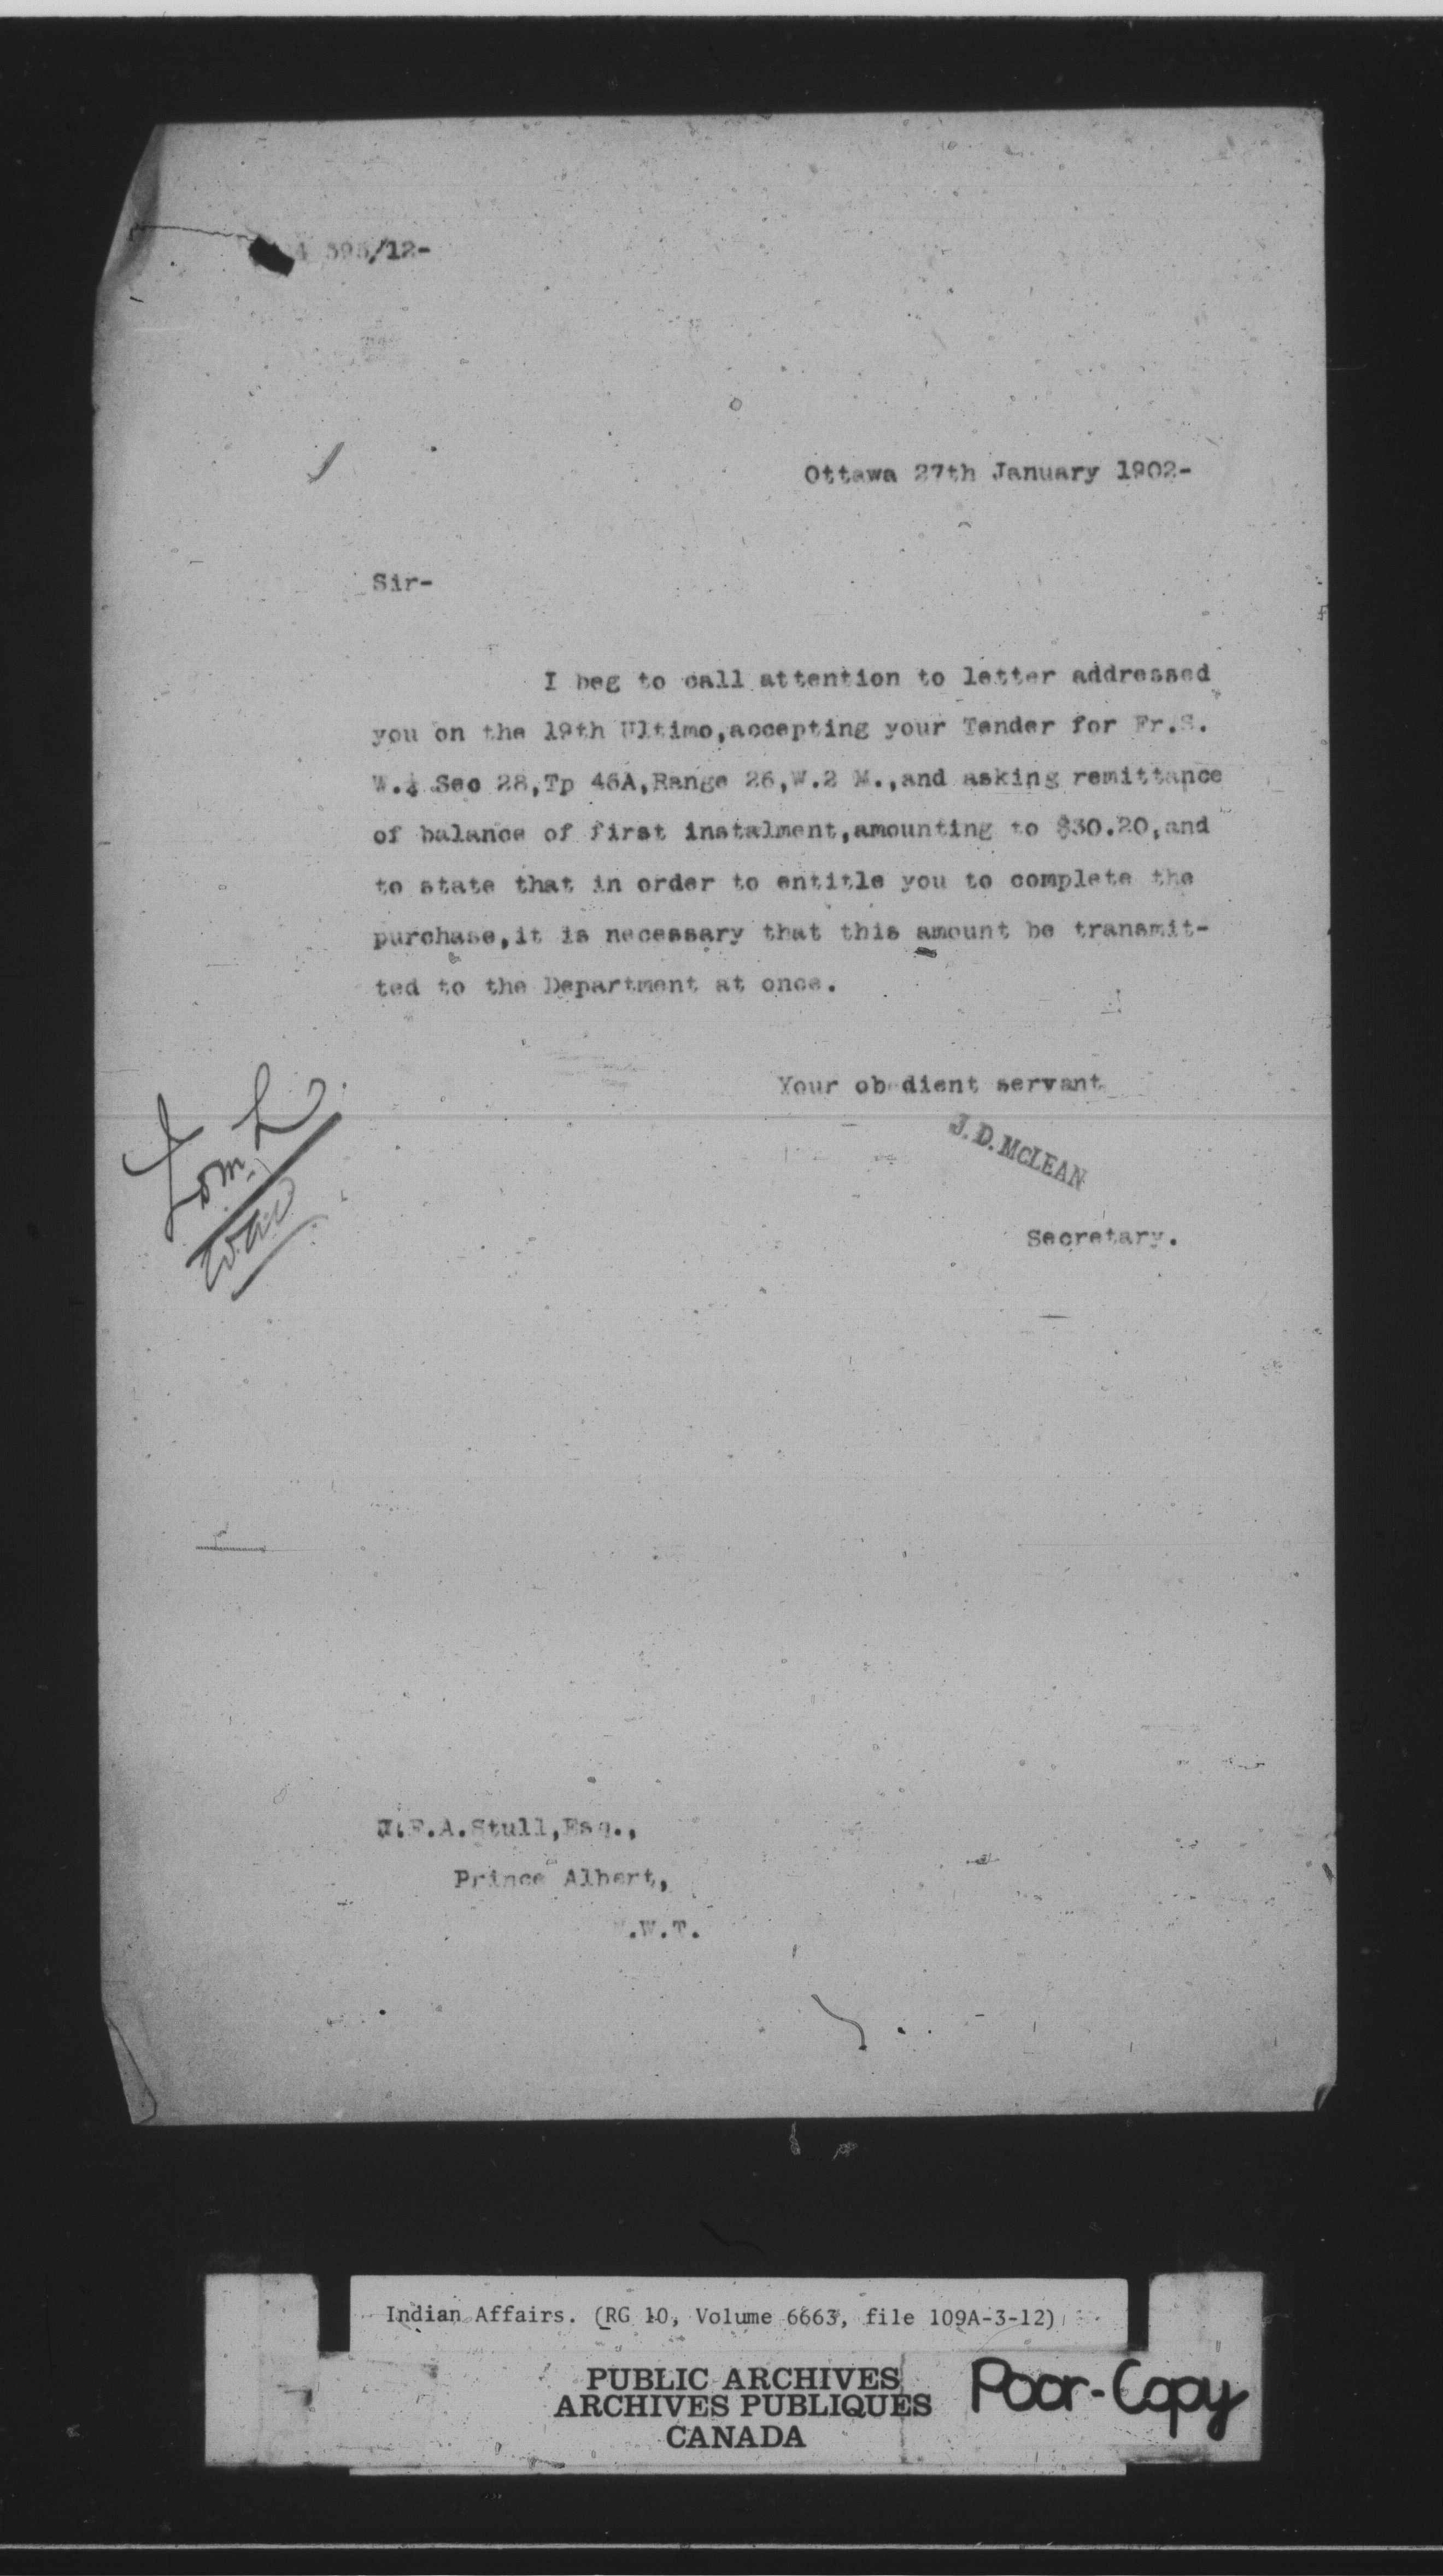 4 593/12-
Ottawa 27th January 1902-
Sir-
I beg to call attention to letter addressed
you on the 19th Ultimo,accepting your Tender for Fr.S.
W.¼ Sec 28,Tp 46A,Range 26,W.2 M.,and asking remittance
of balance of first instalment,amounting to $30.20,and
to state that in order to entitle you to complete the
purchase,it is necessary that this amount be transmit-
ted to the Department at once.
Your obedient servant
J.D.McLEAN
Secretary.
J.F.A.Stull,Esq.,
Prince Albert,
.W.T.
Indian Affairs. (RG 10, Volume 6663, file 109A-3-12)
PUBLIC ARCHIVES
ARCHIVES PUBLIQUES
CANADA
Poor-Copy